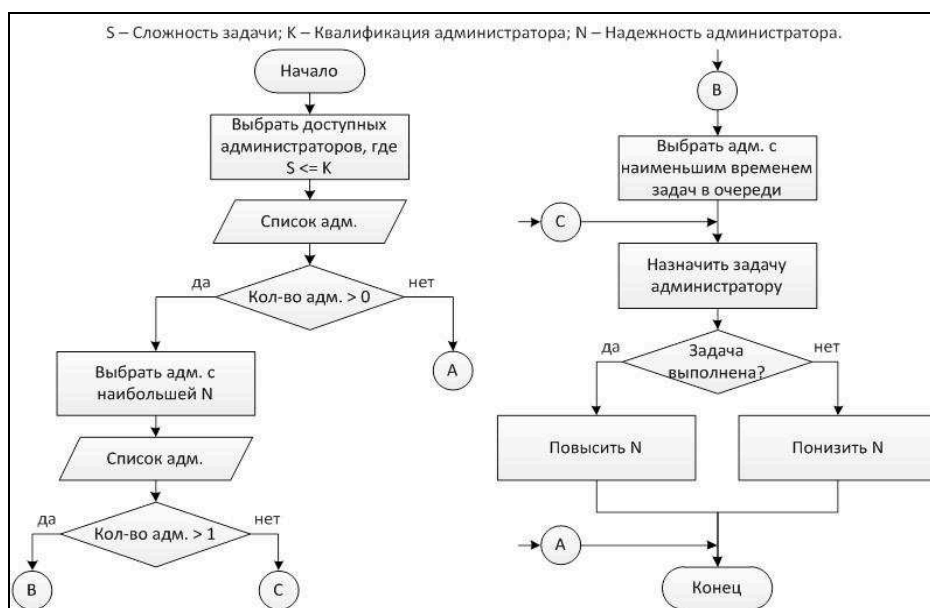 S – Сложность задачи; K – Квалификация администратора; N – Надежность администратора.
Начало
Выбрать доступных
администраторов, где
S <= K
Список адм.
да
нет
Кол-во адм. > 0
A
Выбрать адм. с
наибольшей N
Список адм.
да
нет
Кол-во адм. > 1
B
C
B
Выбрать адм. с
наименьшим временем
задач в очереди
C
Назначить задачу
администратору
да
нет
Задача
выполнена?
Повысить N
Понизить N
A
Конец